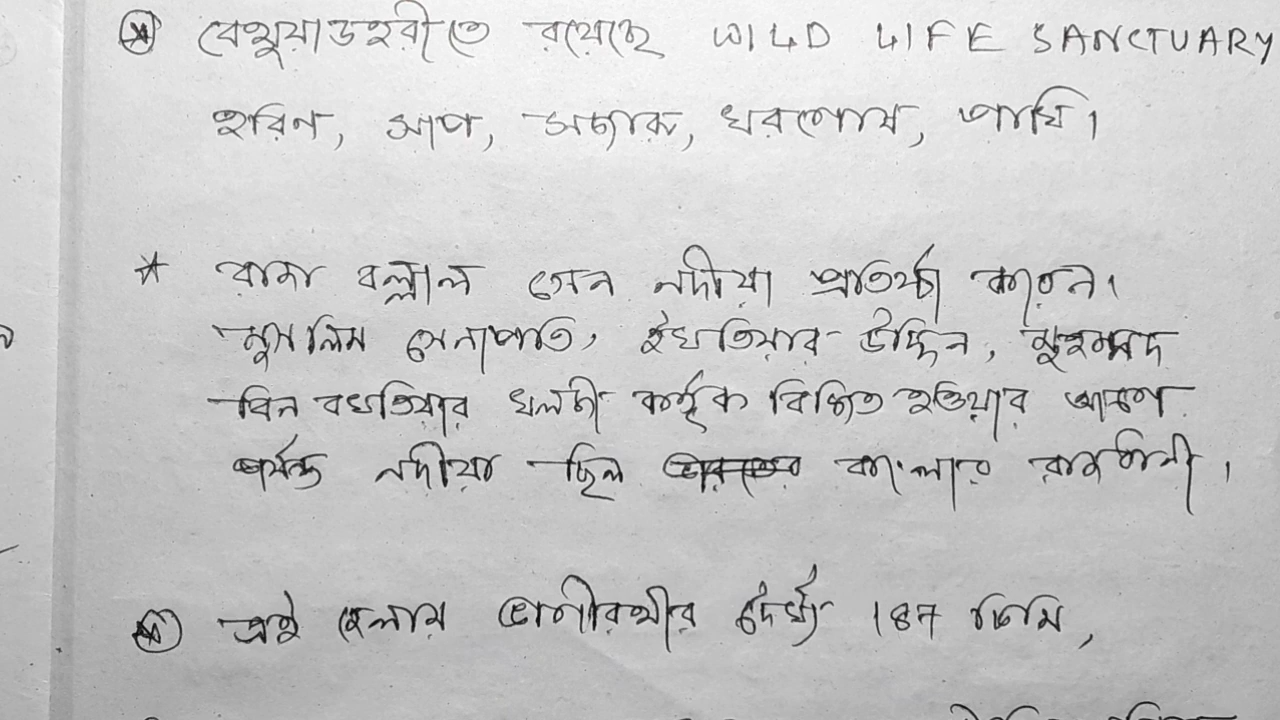 বেথুয়াডহরীতে রয়েছে WILD LIFE SANCTUARY
হরিণ, সাপ, সজারু, খরগোষ, পাখি।
রাজা বল্লাল সেন নদীয়া প্রতিষ্ঠা করেন।
মুসলিম সেনাপতি, ইখতিয়ার উদ্দিন, মুহম্মদ
বিন বখতিয়ার খলজী কর্তৃক বিজিত হওয়ার আগে
পর্যন্ত নদীয়া ছিল বাংলার রাজধানী।
এই জেলায় ভাগীরথীর দৈর্ঘ্য 187 কিমি,